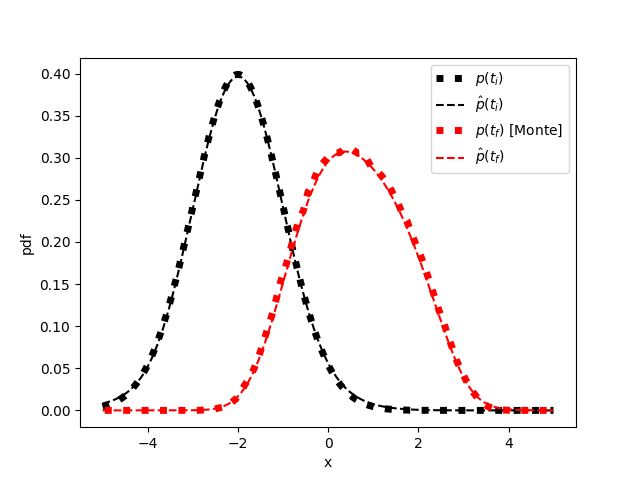 p(t_i)
p̂(t_i)
p(t_f) [Monte]
p̂(t_f)
0.40
0.35
0.30
0.25
0.20
0.15
0.10
0.05
0.00
pdf
−4 −2 0 2 4
x